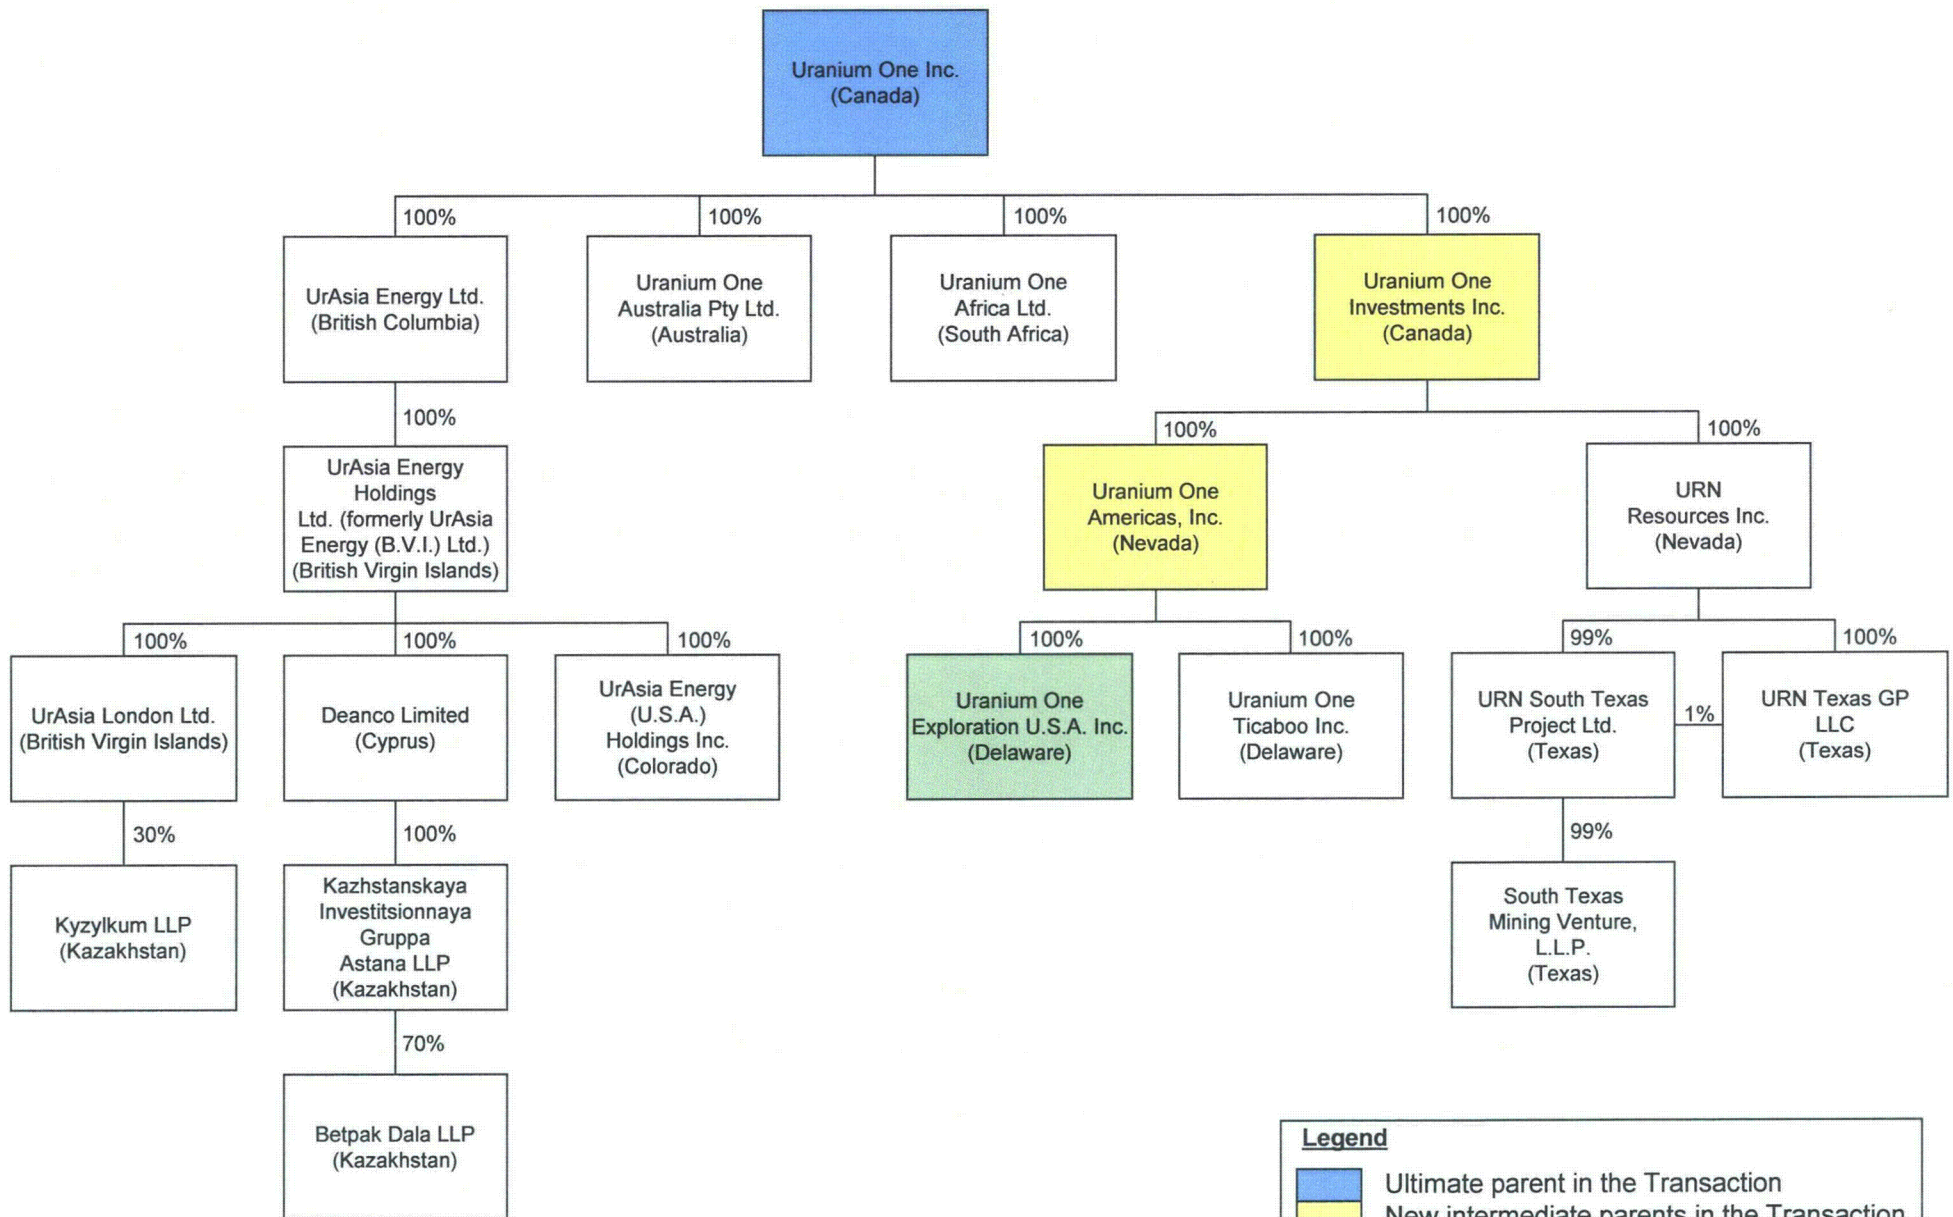 Uranium One Inc.
(Canada)
100%
100%
100%
100%
UrAsia Energy Ltd.
(British Columbia)
Uranium One
Australia Pty Ltd.
(Australia)
Uranium One
Africa Ltd.
(South Africa)
Uranium One
Investments Inc.
(Canada)
100%
100%
100%
UrAsia Energy
Holdings
Ltd. (formerly UrAsia
Energy (B.V.I.) Ltd.)
(British Virgin Islands)
Uranium One
Americas, Inc.
(Nevada)
URN
Resources Inc.
(Nevada)
100%
100%
100%
100%
100%
99%
100%
UrAsia London Ltd.
(British Virgin Islands)
Deanco Limited
(Cyprus)
UrAsia Energy
(U.S.A.)
Holdings Inc.
(Colorado)
Uranium One
Exploration U.S.A. Inc.
(Delaware)
Uranium One
Ticaboo Inc.
(Delaware)
URN South Texas
Project Ltd.
(Texas)
1%
URN Texas GP
LLC
(Texas)
30%
100%
99%
Kyzylkum LLP
(Kazakhstan)
Kazhstanskaya
Investitsionnaya
Gruppa
Astana LLP
(Kazakhstan)
South Texas
Mining Venture,
L.L.P.
(Texas)
70%
Betpak Dala LLP
(Kazakhstan)
Legend
Ultimate parent in the Transaction
New intermediate parents in the Transaction